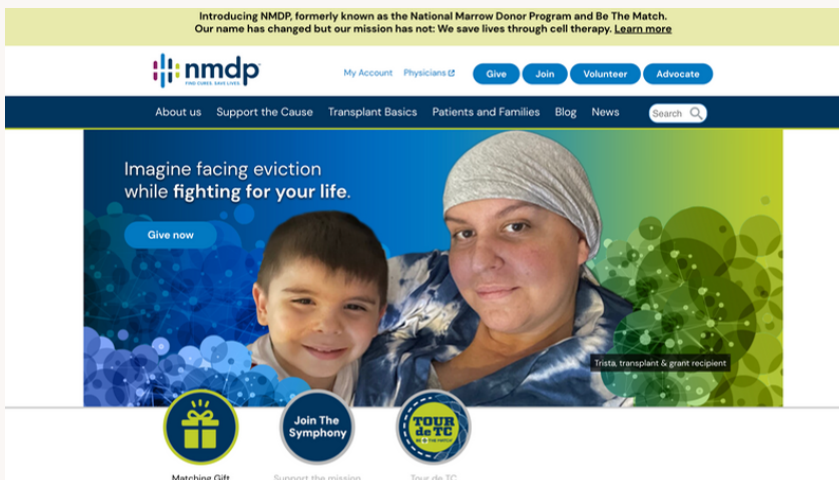 Introducing NMDP, formerly known as the National Marrow Donor Program and Be The Match.
Our name has changed but our mission has not: We save lives through cell therapy. Learn more
nmdp
FIND CURES. SAVE LIVES.
My Account Physicians Give Join Volunteer Advocate
About us Support the Cause Transplant Basics Patients and Families Blog News Search
Imagine facing eviction
while fighting for your life.
Give now
Trista, transplant & grant recipient
Join The
Symphony
TOUR
de TC
BE THE MATCH
Matching Gift Support the mission Tour de TC